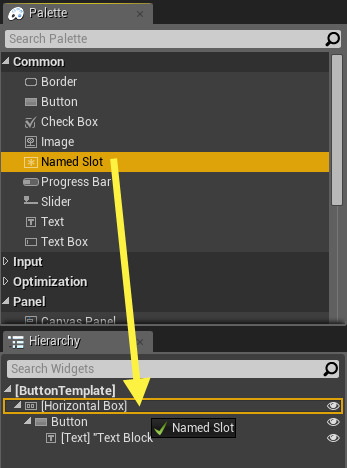 Palette
Search Palette
Common
Border
Button
Check Box
Image
Named Slot
Progress Bar
Slider
Text
Text Box
Input
Optimization
Panel
Canvas Panel
Hierarchy
Search Widgets
[ButtonTemplate]
[Horizontal Box]
Button
Named Slot
[Text] "Text Block